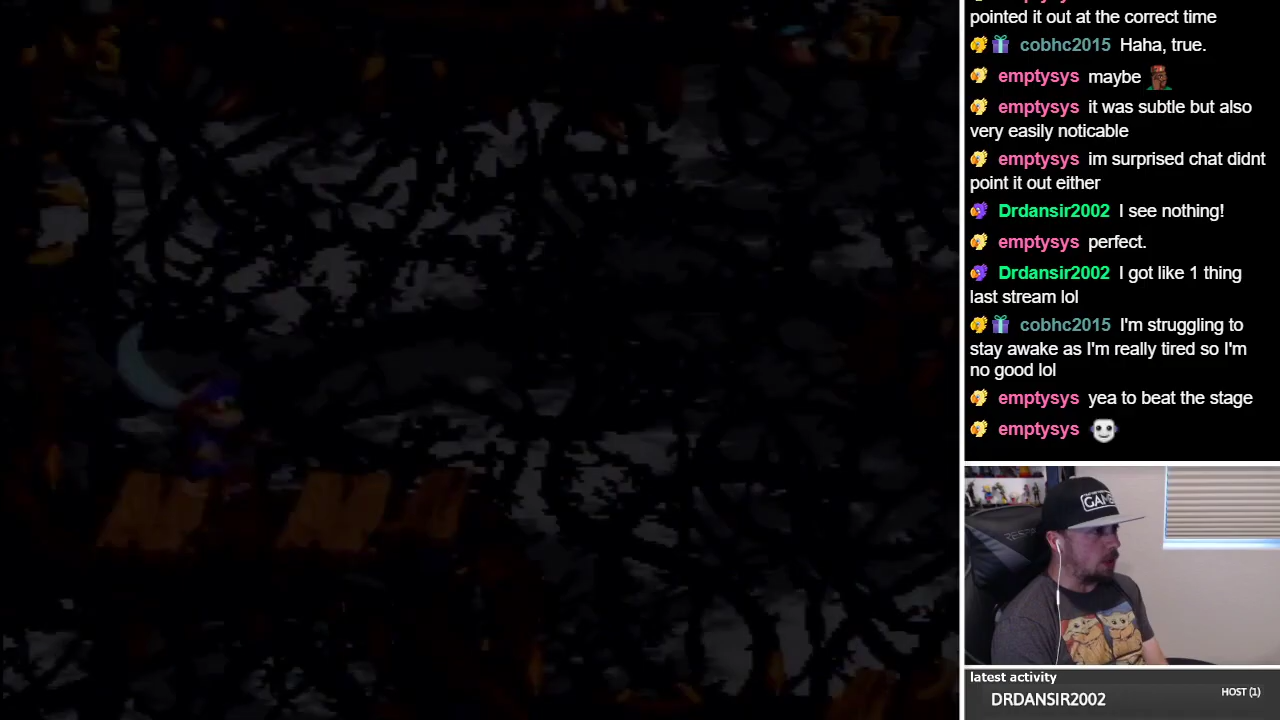 pointed it out at the correct time
cobhc2015 Haha, true.
emptysys maybe
emptysys it was subtle but also
very easily noticable
emptysys im surprised chat didnt
point it out either
Drdansir2002 I see nothing!
emptysys perfect.
Drdansir2002 I got like 1 thing
last stream lol
cobhc2015 I'm struggling to
stay awake as I'm really tired so I'm
no good lol
emptysys yea to beat the stage
emptysys
GAME
latest activity
DRDANSIR2002
HOST (1)